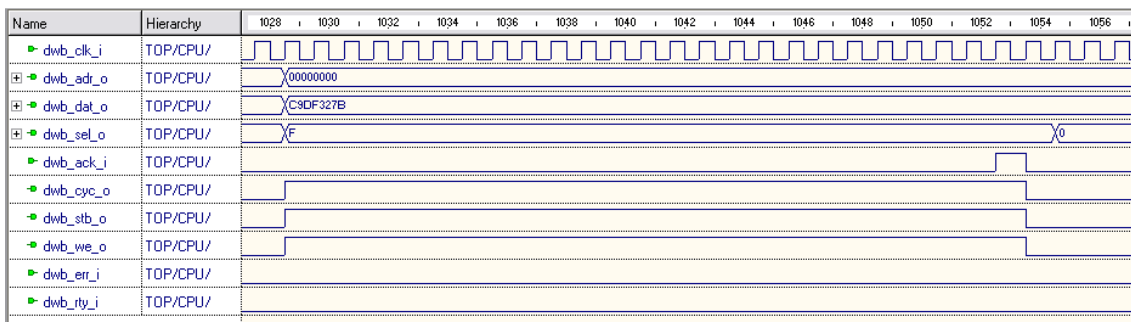 Name Hierarchy 1028 1030 1032 1034 1036 1038 1040 1042 1044 1046 1048 1050 1052 1054 1056
dwb_clk_i TOP/CPU/
dwb_adr_o TOP/CPU/ 00000000
dwb_dat_o TOP/CPU/ C9DF327B
dwb_sel_o TOP/CPU/ F 0
dwb_ack_i TOP/CPU/
dwb_cyc_o TOP/CPU/
dwb_stb_o TOP/CPU/
dwb_we_o TOP/CPU/
dwb_err_i TOP/CPU/
dwb_rty_i TOP/CPU/